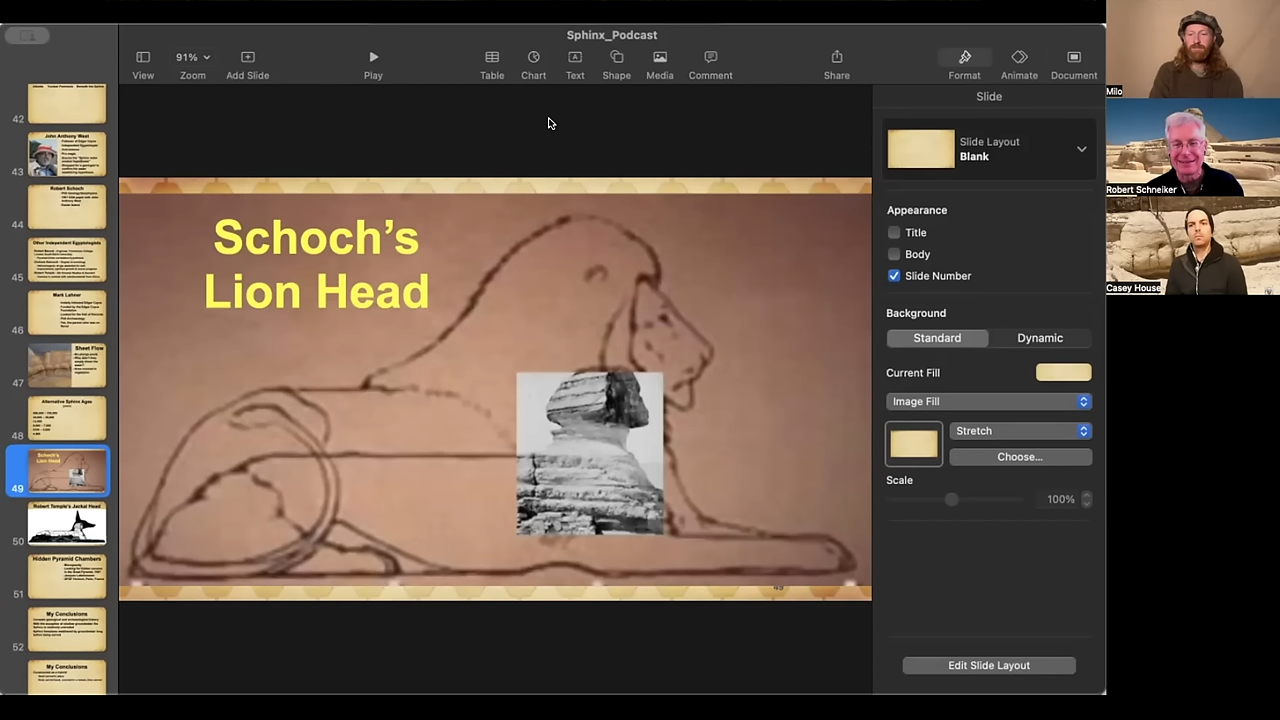 Sphinx_Podcast
91%
View
Zoom
Add Slide
Play
Table
Chart
Text
Shape
Media
Comment
Share
Format
Animate
Document
42
43
John Anthony West
44
Robert Schoch
45
Other Independent Egyptologists
46
Mark Lehner
47
Sheet Flow
48
Alternative Sphinx Ages
49
Schoch's
Lion Head
50
Robert Temple's Jackal Head
51
Hidden Pyramid Chambers
52
My Conclusions
My Conclusions
Schoch's
Lion Head
49
Slide
Slide Layout
Blank
Appearance
Title
Body
Slide Number
Background
Standard
Dynamic
Current Fill
Image Fill
Stretch
Choose...
Scale
100%
Edit Slide Layout
Milo
Robert Schneiker
Casey House